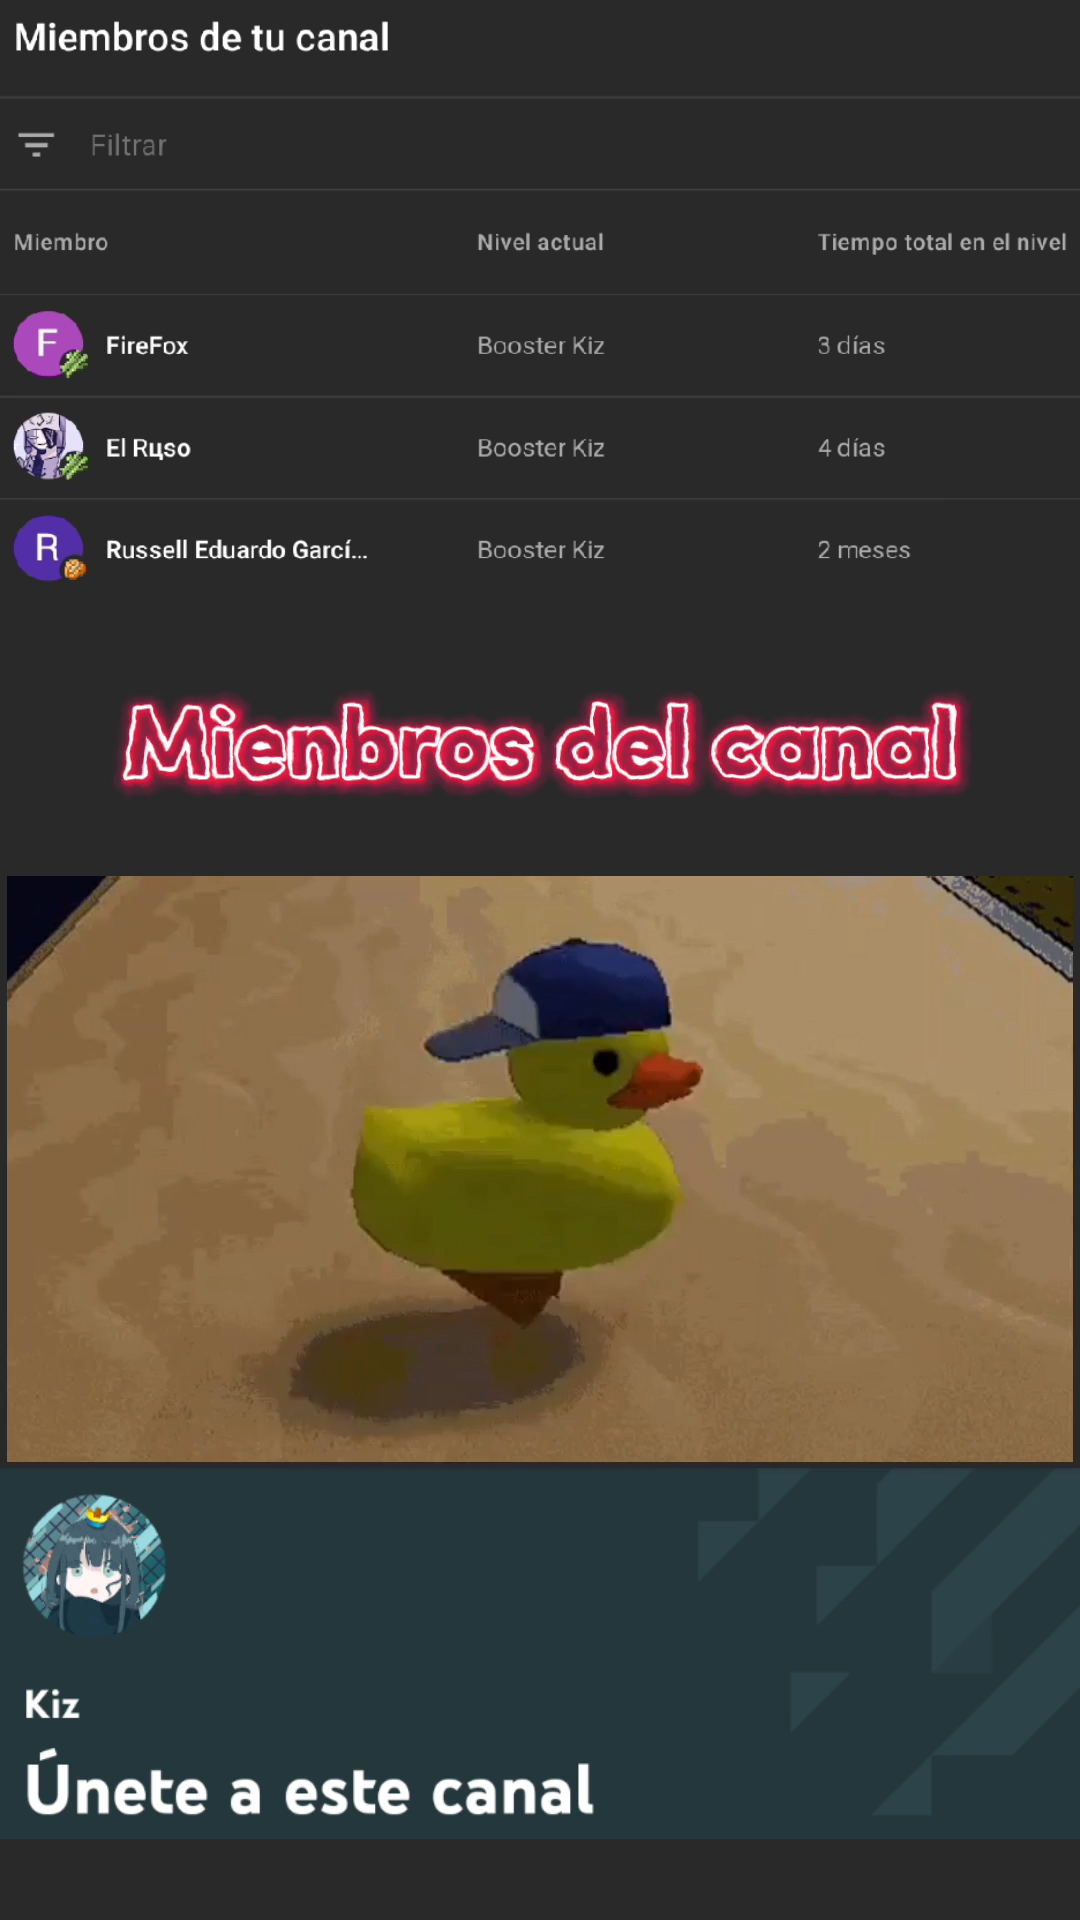 Miembros de tu canal
Filtrar
Miembro Nivel actual Tiempo total en el nivel
F FireFox Booster Kiz 3 días
El Rцso Booster Kiz 4 días
R Russell Eduardo Garcí... Booster Kiz 2 meses
Mienbros del canal
Kiz
Únete a este canal